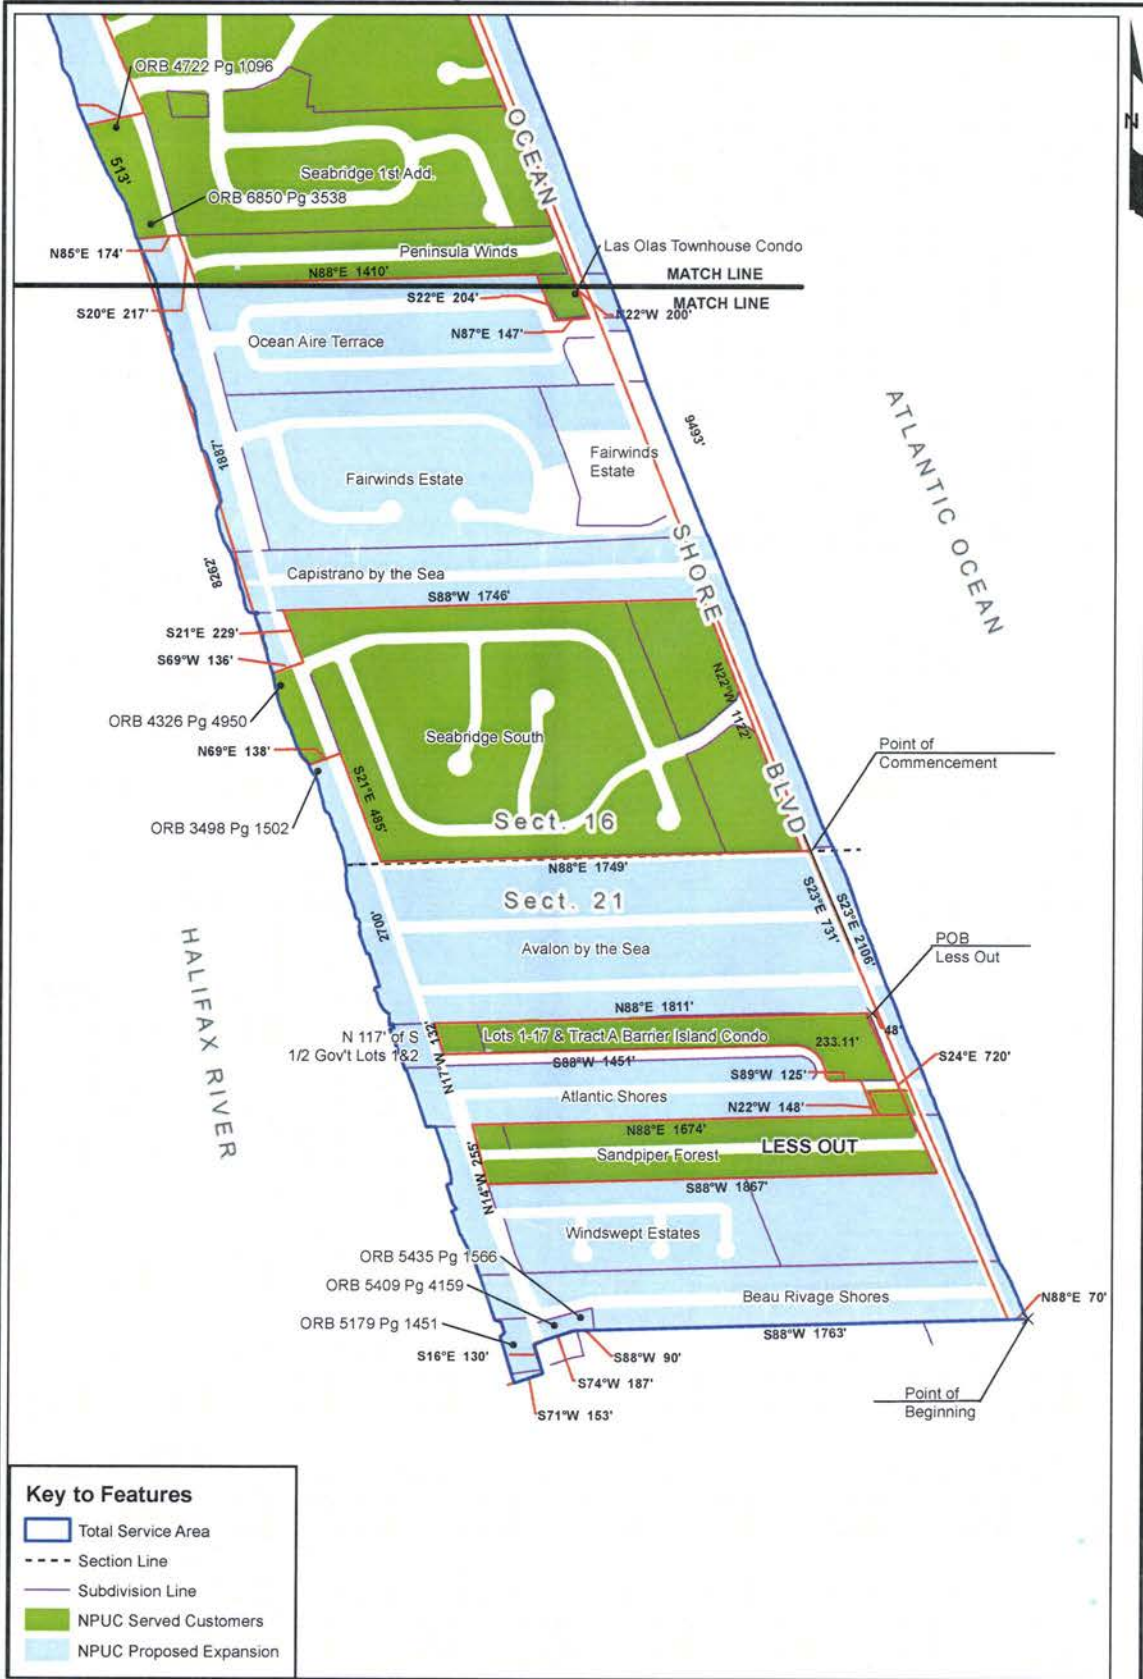 ORB 4722 Pg 1096
N
OCEAN
513'
Seabridge 1st Add.
ORB 6850 Pg 3538
N85°E 174'
Peninsula Winds
Las Olas Townhouse Condo
N88°E 1410'
MATCH LINE
S22°E 204'
MATCH LINE
S20°E 217'
N22°W 200'
N87°E 147'
Ocean Aire Terrace
ATLANTIC OCEAN
9493'
1887'
Fairwinds
Estate
Fairwinds Estate
SHORE
8262'
Capistrano by the Sea
S88°W 1746'
S21°E 229'
S69°W 136'
N22°W 1122'
ORB 4326 Pg 4950
Seabridge South
N69°E 138'
Point of
Commencement
BLVD
S21°E 485'
ORB 3498 Pg 1502
Sect. 16
N88°E 1749'
Sect. 21
S23°E 731'
S23°E 2106'
2700'
HALIFAX RIVER
Avalon by the Sea
POB
Less Out
N88°E 1811'
N 117' of S
1/2 Gov't Lots 1&2
N17°W 132'
Lots 1-17 & Tract A Barrier Island Condo
233.11'
48'
S88°W 1451'
S24°E 720'
S89°W 125'
Atlantic Shores
N22°W 148'
N88°E 1674'
LESS OUT
Sandpiper Forest
N14°W 255'
S88°W 1867'
Windswept Estates
ORB 5435 Pg 1566
ORB 5409 Pg 4159
Beau Rivage Shores
N88°E 70'
ORB 5179 Pg 1451
S88°W 1763'
S16°E 130'
S88°W 90'
S74°W 187'
Point of
Beginning
S71°W 153'
Key to Features
Total Service Area
Section Line
Subdivision Line
NPUC Served Customers
NPUC Proposed Expansion